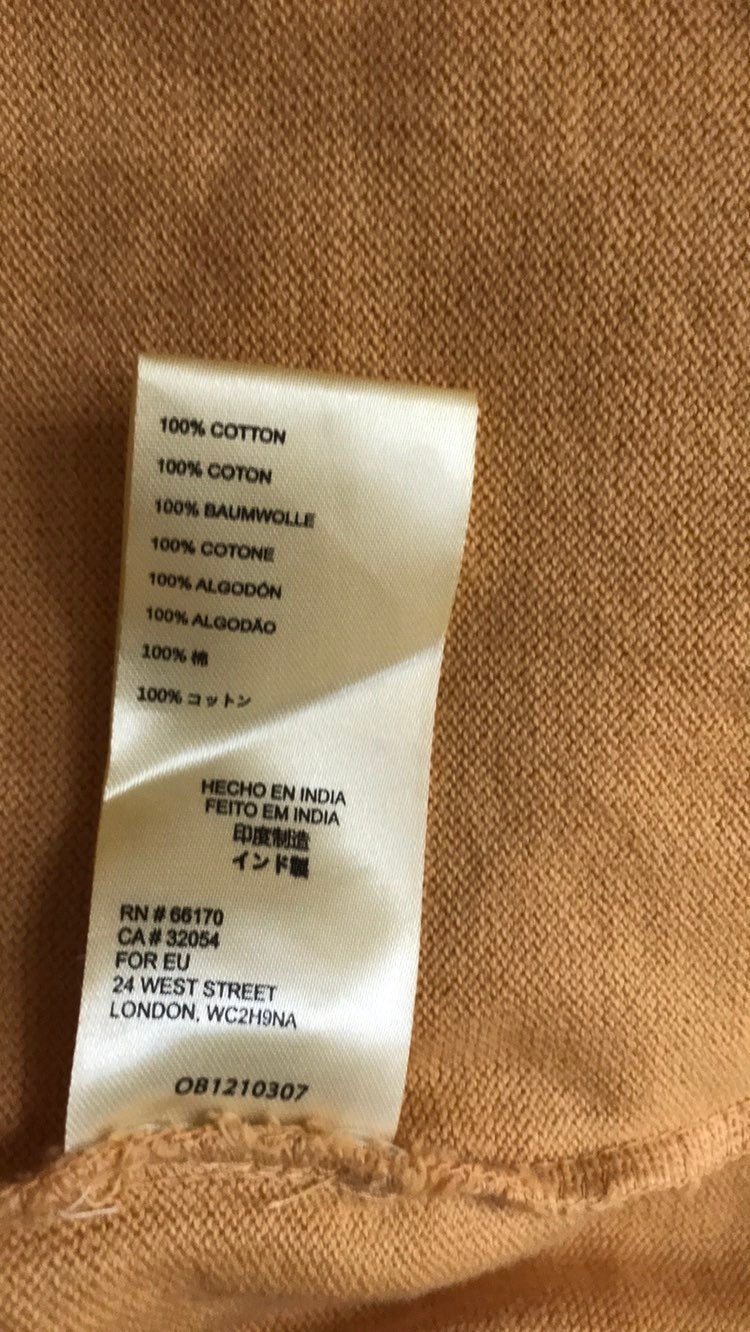 100% COTTON
100% COTON
100% BAUMWOLLE
100% COTONE
100% ALGODÓN
100% ALGODÃO
100% 棉
100% コットン
HECHO EN INDIA
FEITO EM INDIA
印度制造
インド製
RN # 66170
CA # 32054
FOR EU
24 WEST STREET
LONDON, WC2H9NA
OB1210307